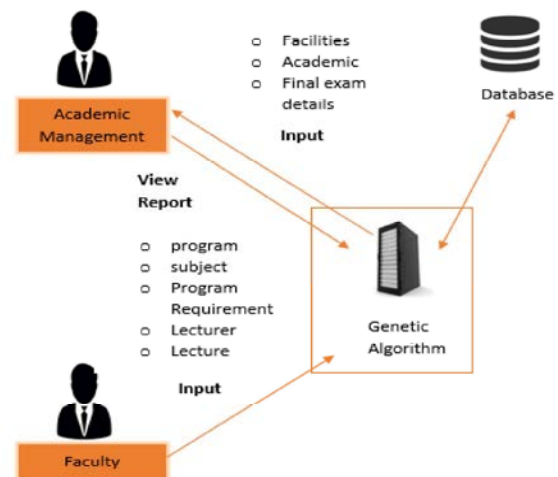 Academic
Management
o Facilities
o Academic
o Final exam
details
Input
Database
View
Report
o program
o subject
o Program
Requirement
o Lecturer
o Lecture
Input
Genetic
Algorithm
Faculty